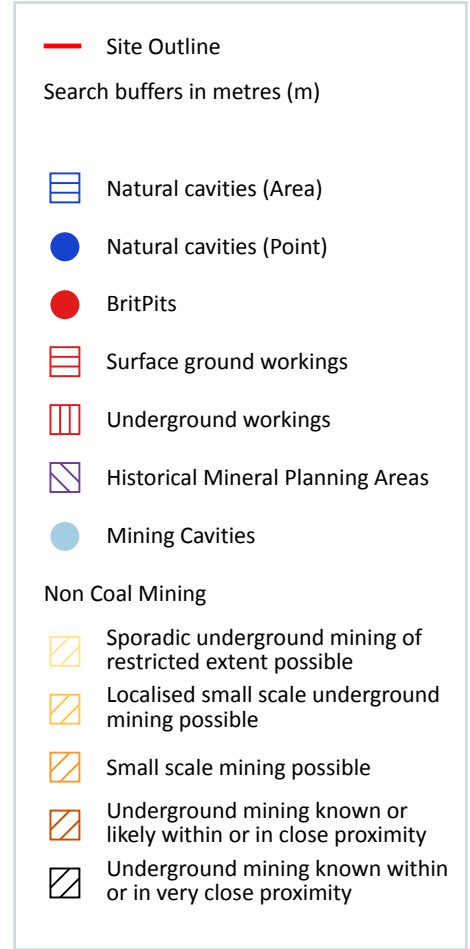 Site Outline
Search buffers in metres (m)
Natural cavities (Area)
Natural cavities (Point)
BritPits
Surface ground workings
Underground workings
Historical Mineral Planning Areas
Mining Cavities
Non Coal Mining
Sporadic underground mining of
restricted extent possible
Localised small scale underground
mining possible
Small scale mining possible
Underground mining known or
likely within or in close proximity
Underground mining known within
or in very close proximity